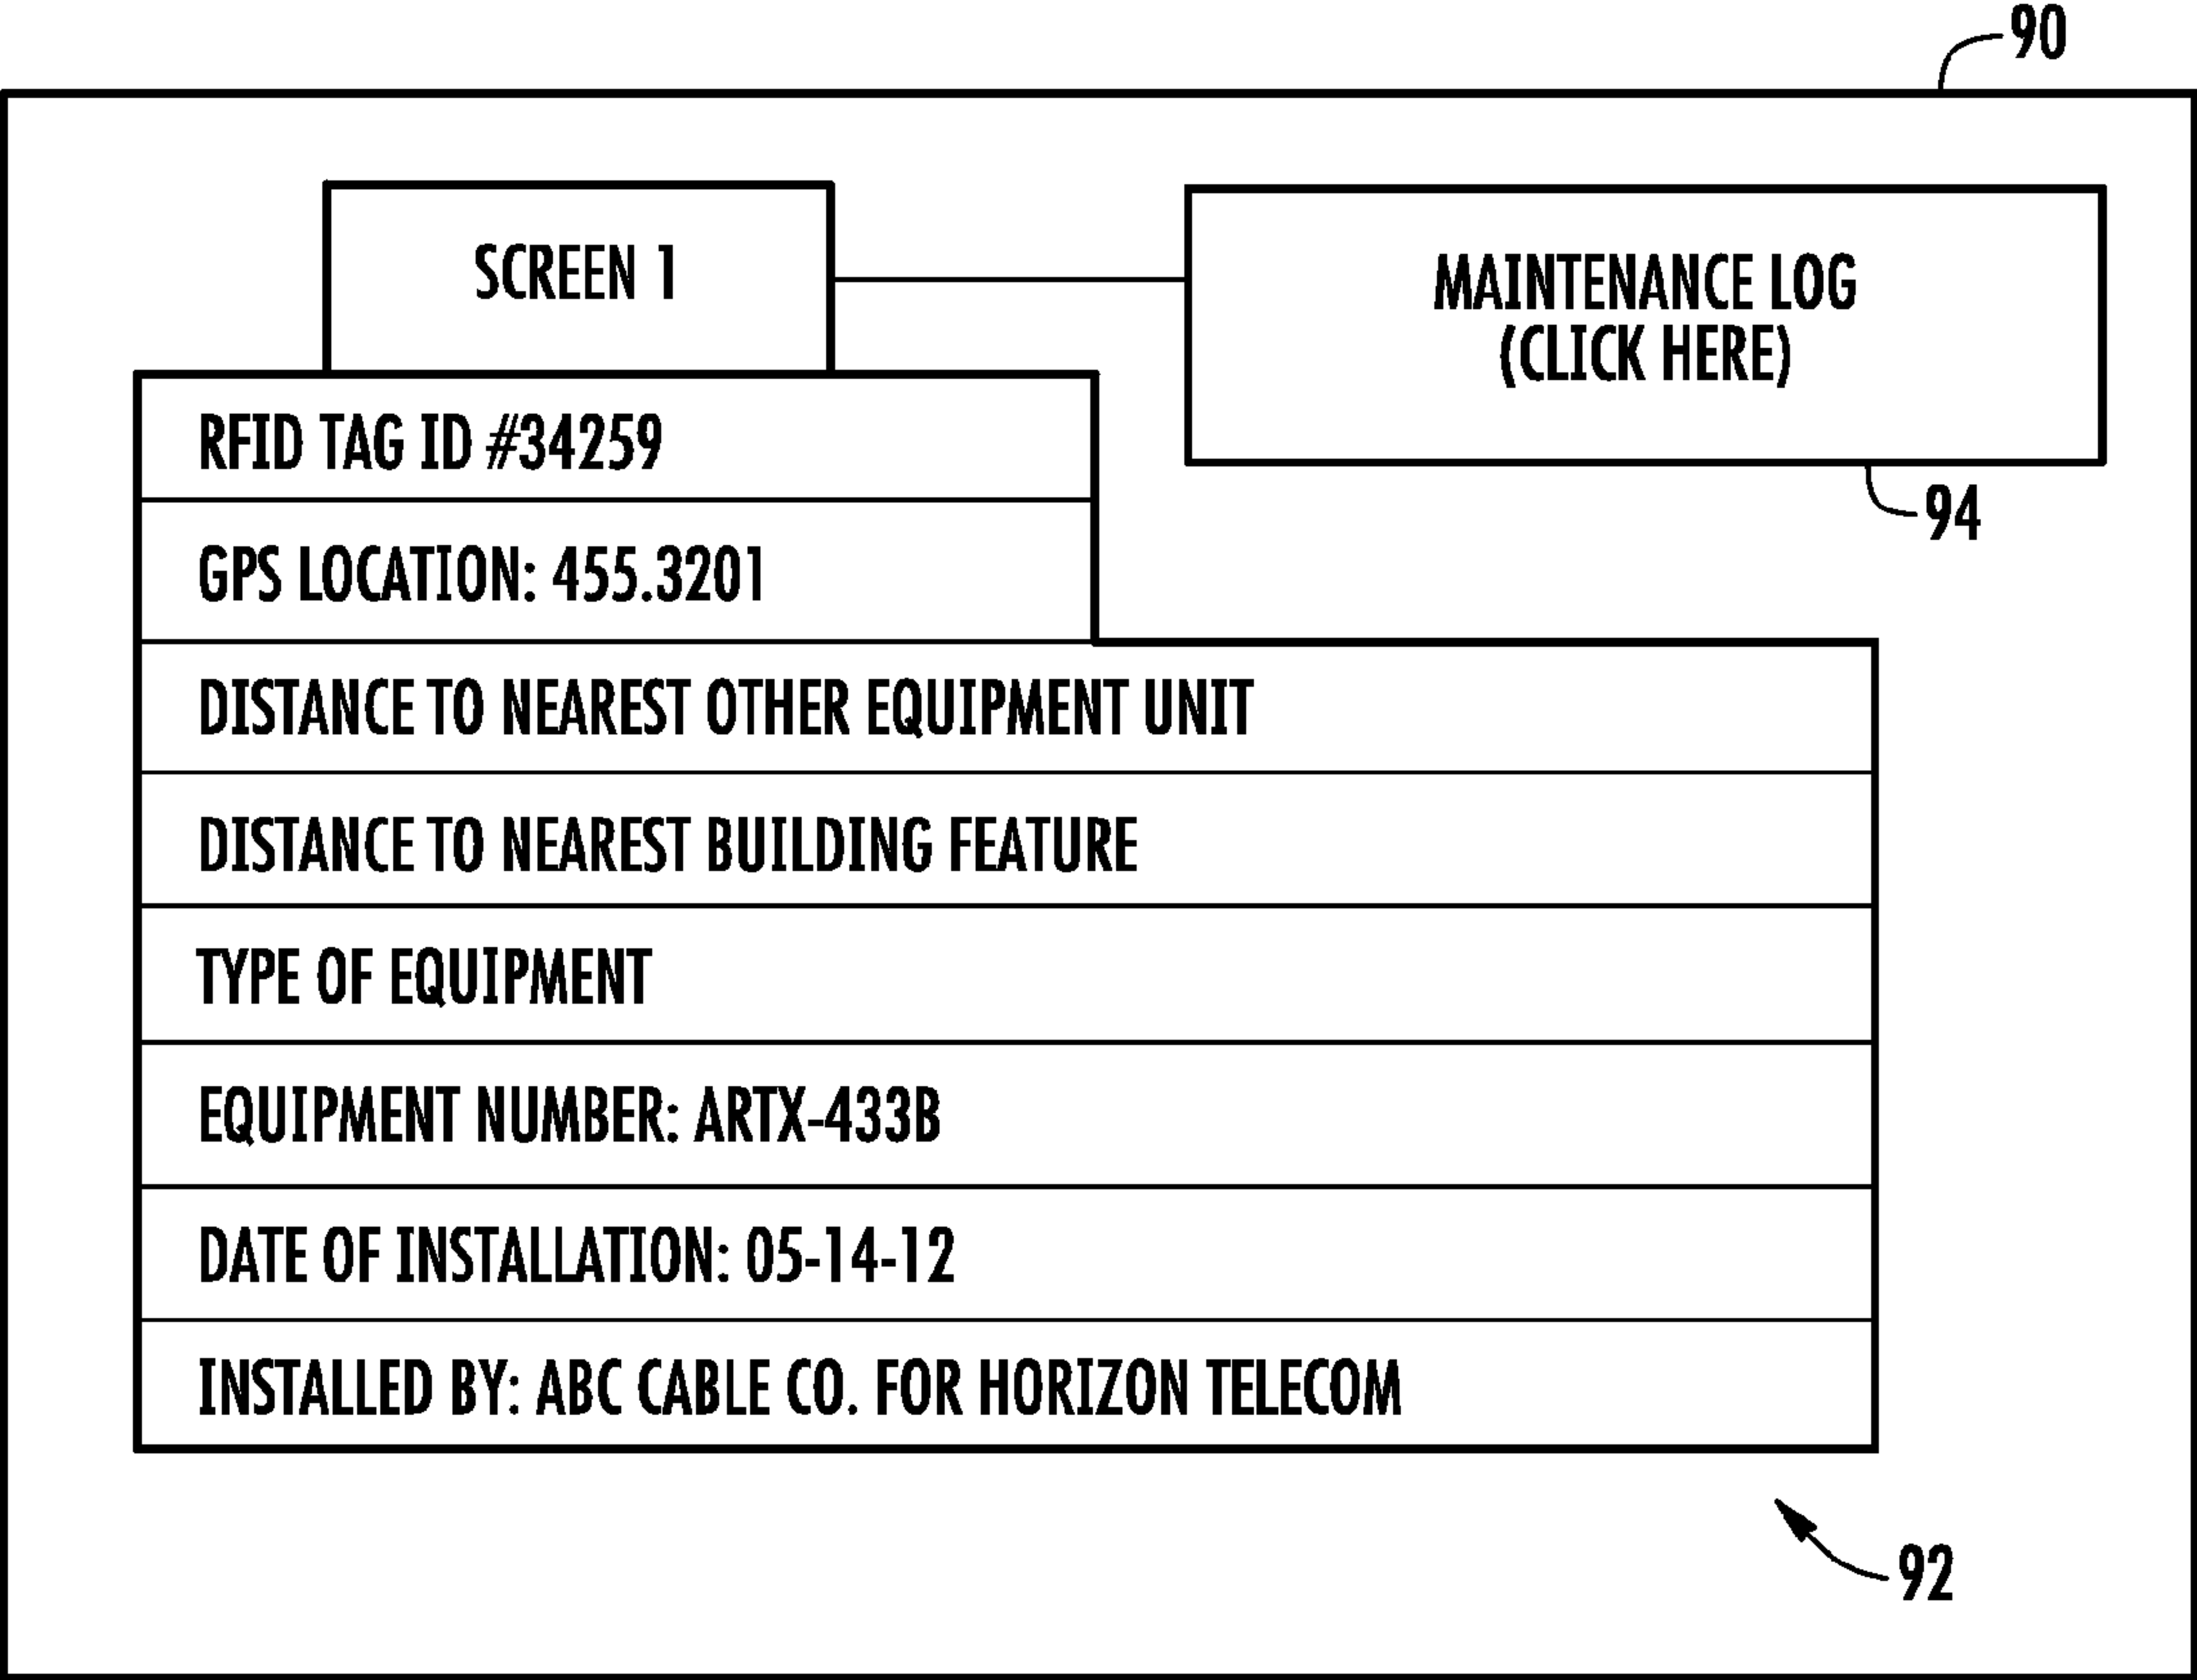 90
SCREEN 1
MAINTENANCE LOG
(CLICK HERE)
RFID TAG ID #34259
94
GPS LOCATION: 455.3201
DISTANCE TO NEAREST OTHER EQUIPMENT UNIT
DISTANCE TO NEAREST BUILDING FEATURE
TYPE OF EQUIPMENT
EQUIPMENT NUMBER: ARTX-433B
DATE OF INSTALLATION: 05-14-12
INSTALLED BY: ABC CABLE CO. FOR HORIZON TELECOM
92